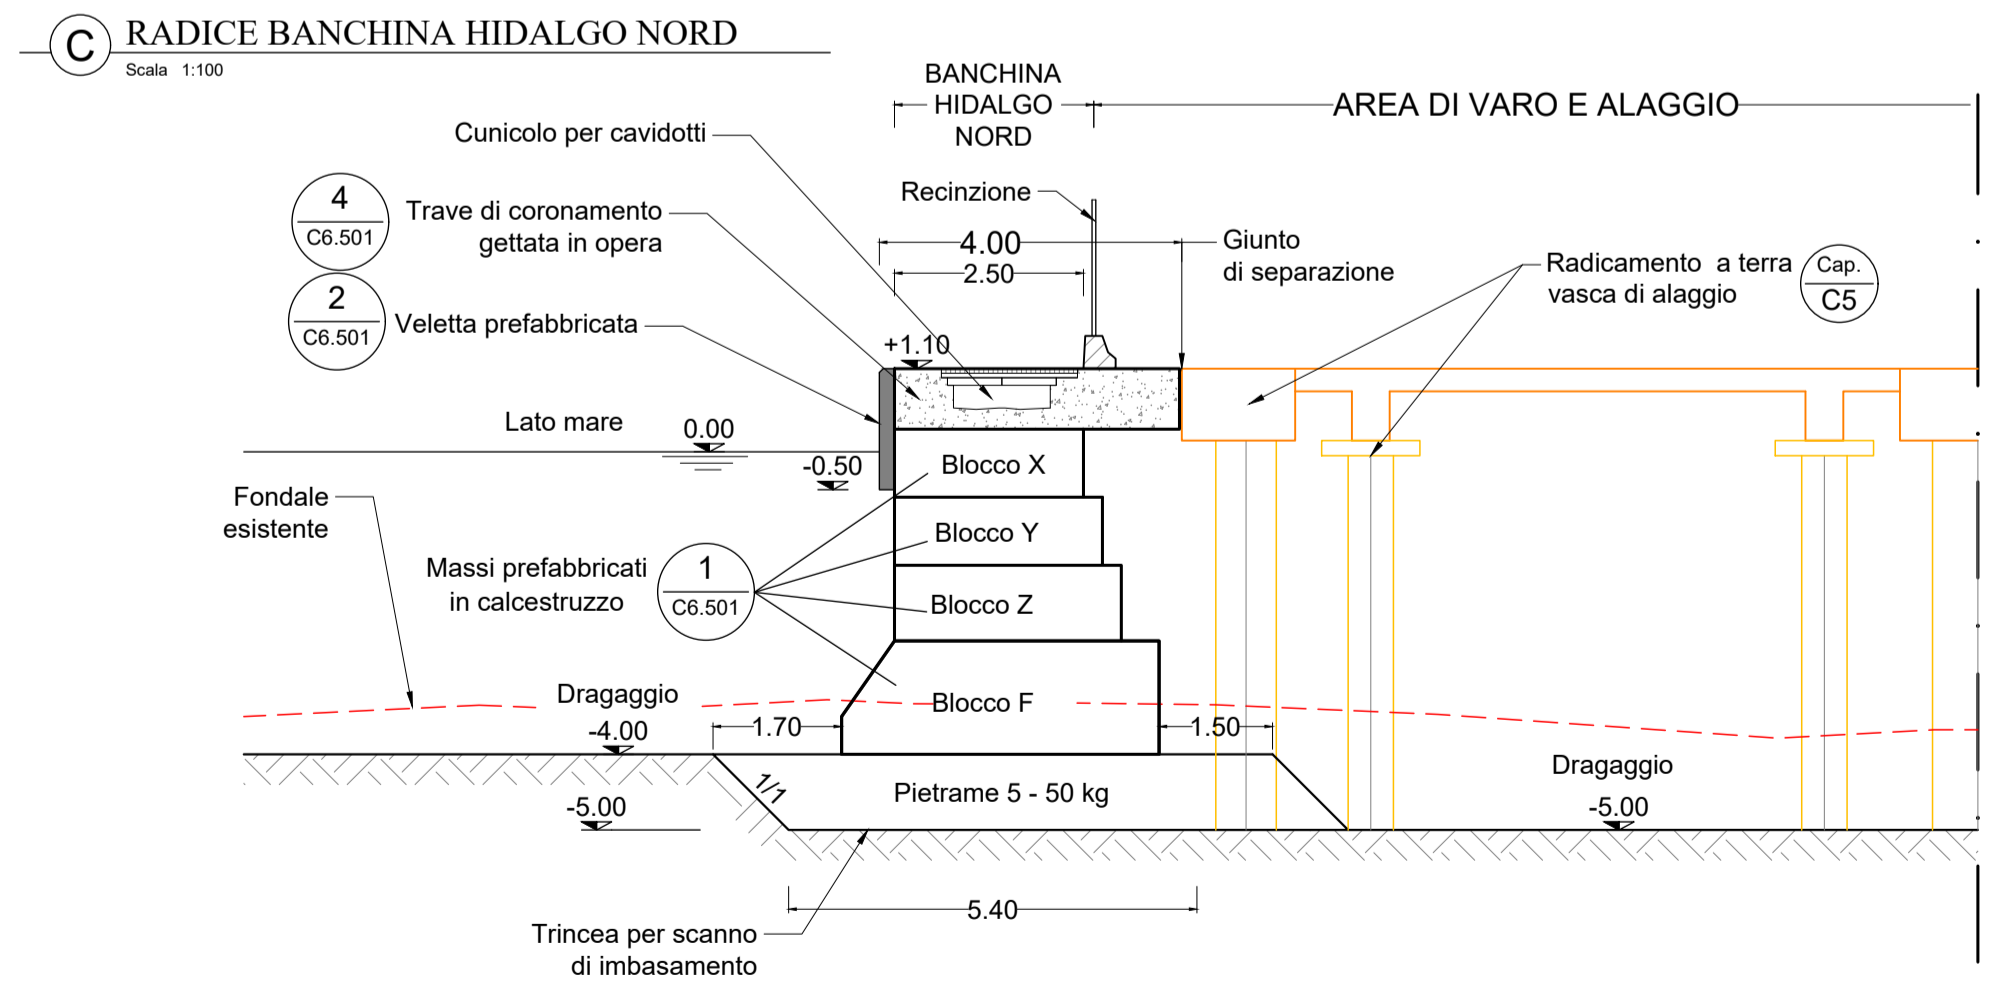 C
RADICE BANCHINA HIDALGO NORD
Scala 1:100
BANCHINA
HIDALGO
NORD
AREA DI VARO E ALAGGIO
Cunicolo per cavidotti
Recinzione
4
C6.501
Trave di coronamento
gettata in opera
4.00
2.50
Giunto
di separazione
Radicamento a terra
vasca di alaggio
Cap.
C5
2
C6.501
Veletta prefabbricata
+1.10
Lato mare
0.00
-0.50
Blocco X
Fondale
esistente
Blocco Y
Massi prefabbricati
in calcestruzzo
1
C6.501
Blocco Z
Dragaggio
-4.00
1.70
Blocco F
1.50
Dragaggio
-5.00
1/1
Pietrame 5 - 50 kg
-5.00
5.40
Trincea per scanno
di imbasamento